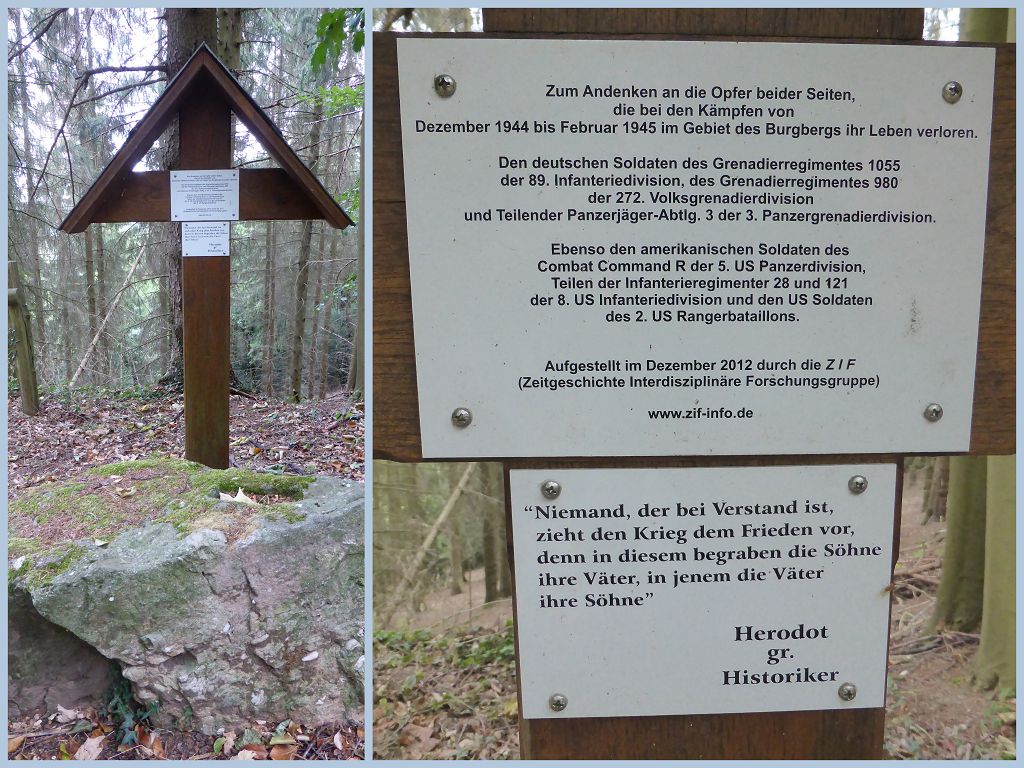 Zum Andenken an die Opfer beider Seiten,
die bei den Kämpfen von
Dezember 1944 bis Februar 1945 im Gebiet des Burgbergs ihr Leben verloren.
Den deutschen Soldaten des Grenadierregimentes 1055
der 89. Infanteriedivision, des Grenadierregimentes 980
der 272. Volksgrenadierdivision
und Teilender Panzerjäger-Abtlg. 3 der 3. Panzergrenadierdivision.
Ebenso den amerikanischen Soldaten des
Combat Command R der 5. US Panzerdivision,
Teilen der Infanterieregimenter 28 und 121
der 8. US Infanteriedivision und den US Soldaten
des 2. US Rangerbataillons.
Aufgestellt im Dezember 2012 durch die Z I F
(Zeitgeschichte Interdisziplinäre Forschungsgruppe)
www.zif-info.de
“Niemand, der bei Verstand ist,
zieht den Krieg dem Frieden vor,
denn in diesem begraben die Söhne
ihre Väter, in jenem die Väter
ihre Söhne”
Herodot
gr.
Historiker